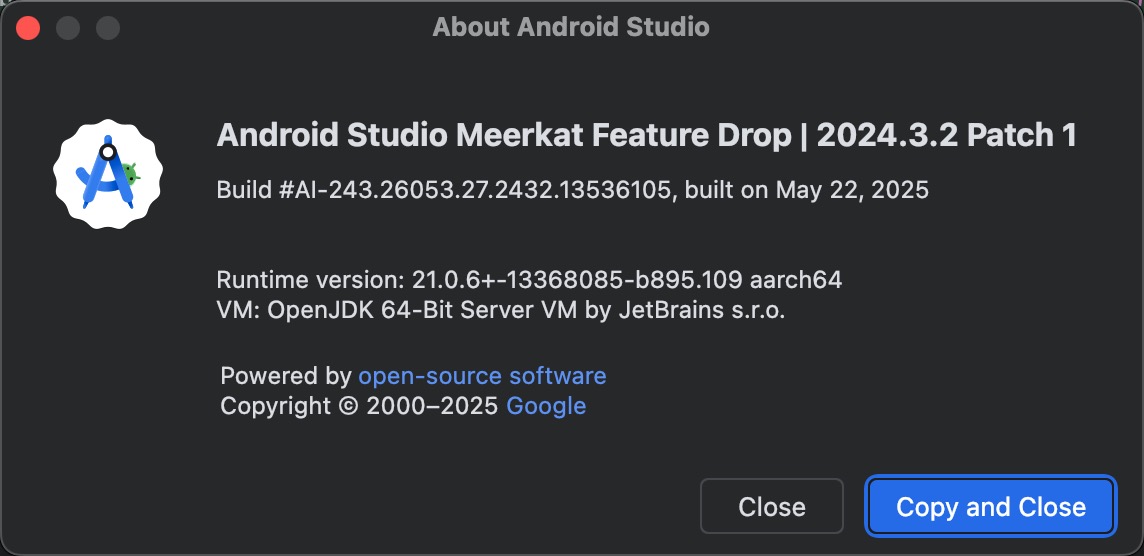 About Android Studio
Android Studio Meerkat Feature Drop | 2024.3.2 Patch 1
Build #AI-243.26053.27.2432.13536105, built on May 22, 2025
Runtime version: 21.0.6+-13368085-b895.109 aarch64
VM: OpenJDK 64-Bit Server VM by JetBrains s.r.o.
Powered by open-source software
Copyright © 2000–2025 Google
Close
Copy and Close